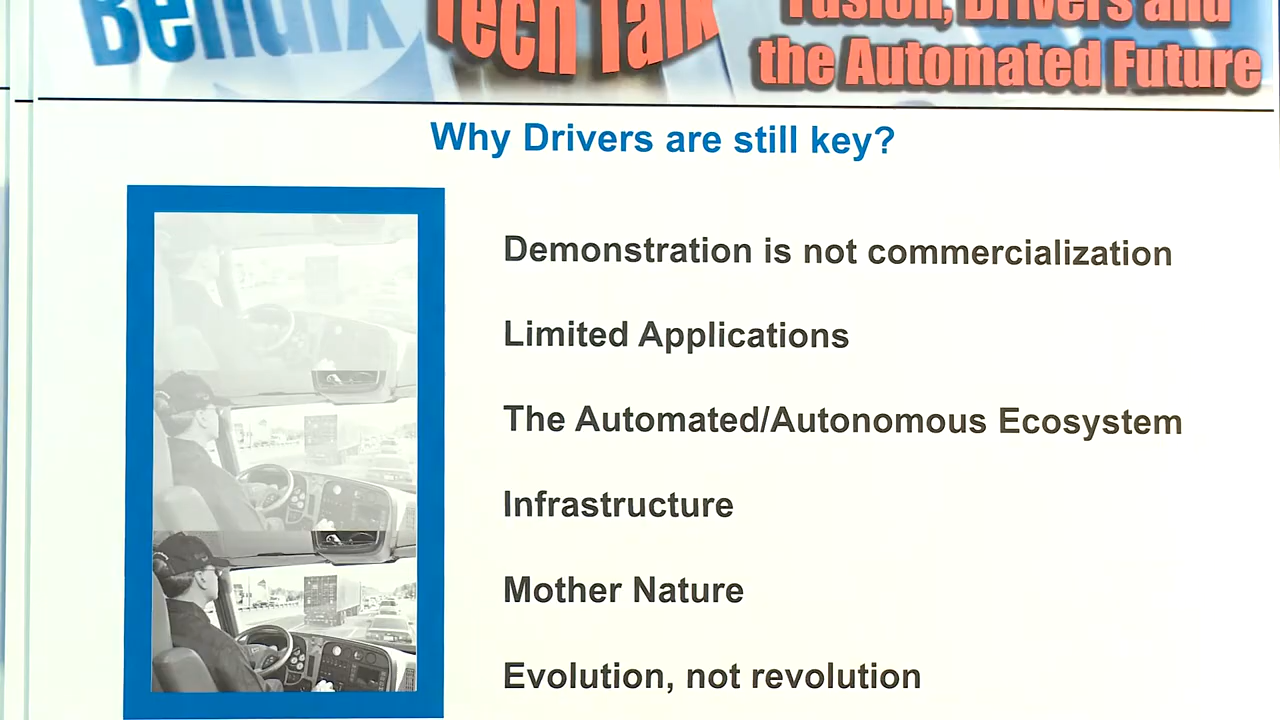 Bendix
Tech Talk
Fusion, Drivers and
the Automated Future
Why Drivers are still key?
Demonstration is not commercialization
Limited Applications
The Automated/Autonomous Ecosystem
Infrastructure
Mother Nature
Evolution, not revolution